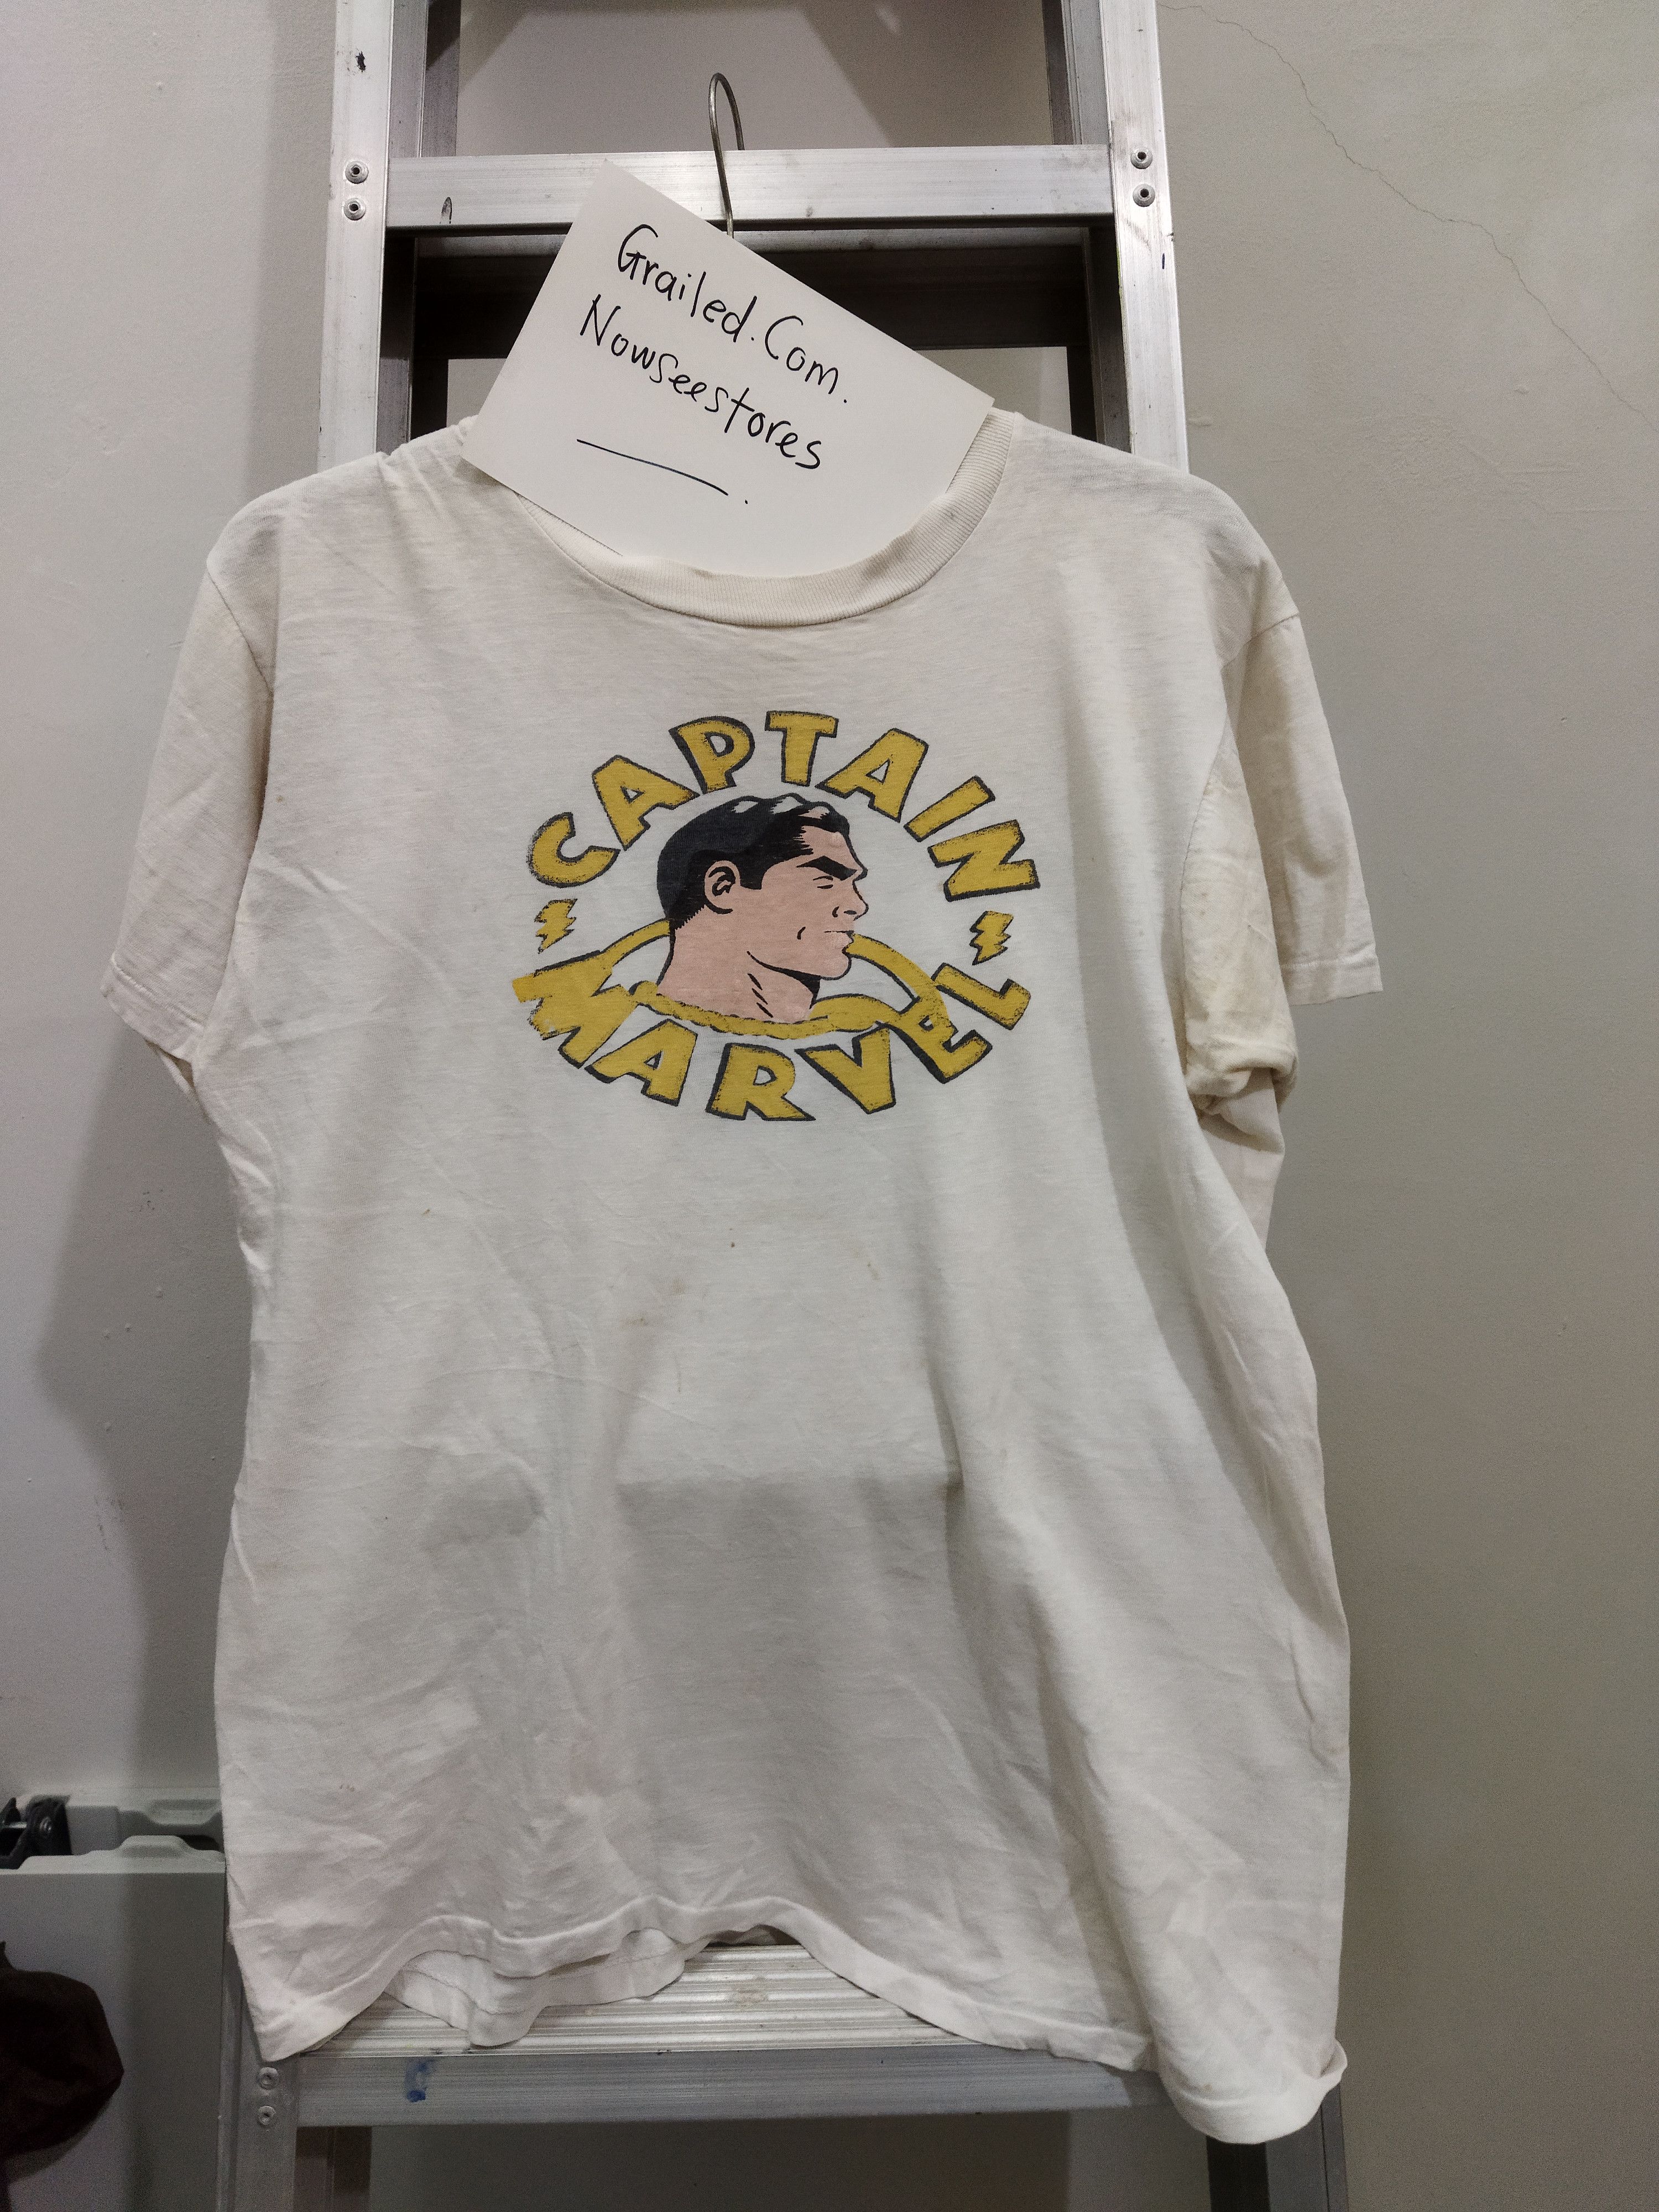 Grailed.Com.
Nowseestores
CAPTAIN
MARVEL